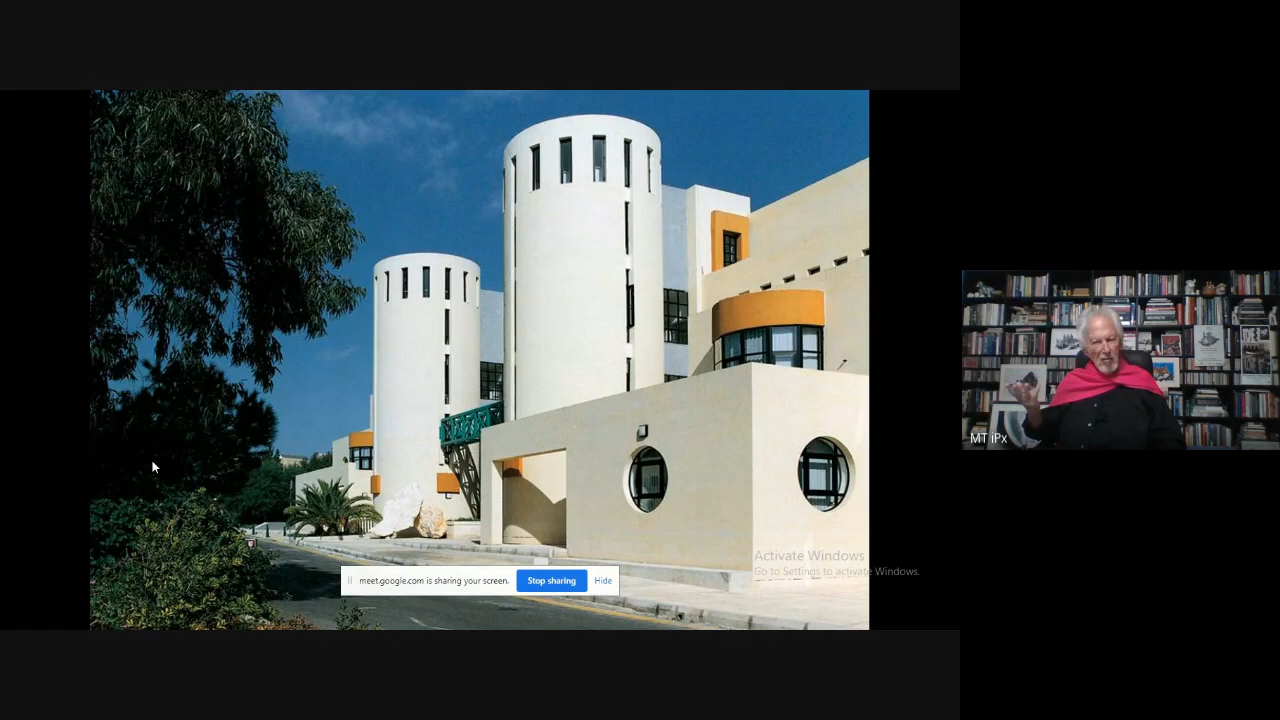 meet.google.com is sharing your screen.
Stop sharing
Hide
Activate Windows
Go to Settings to activate Windows.
MT iPx